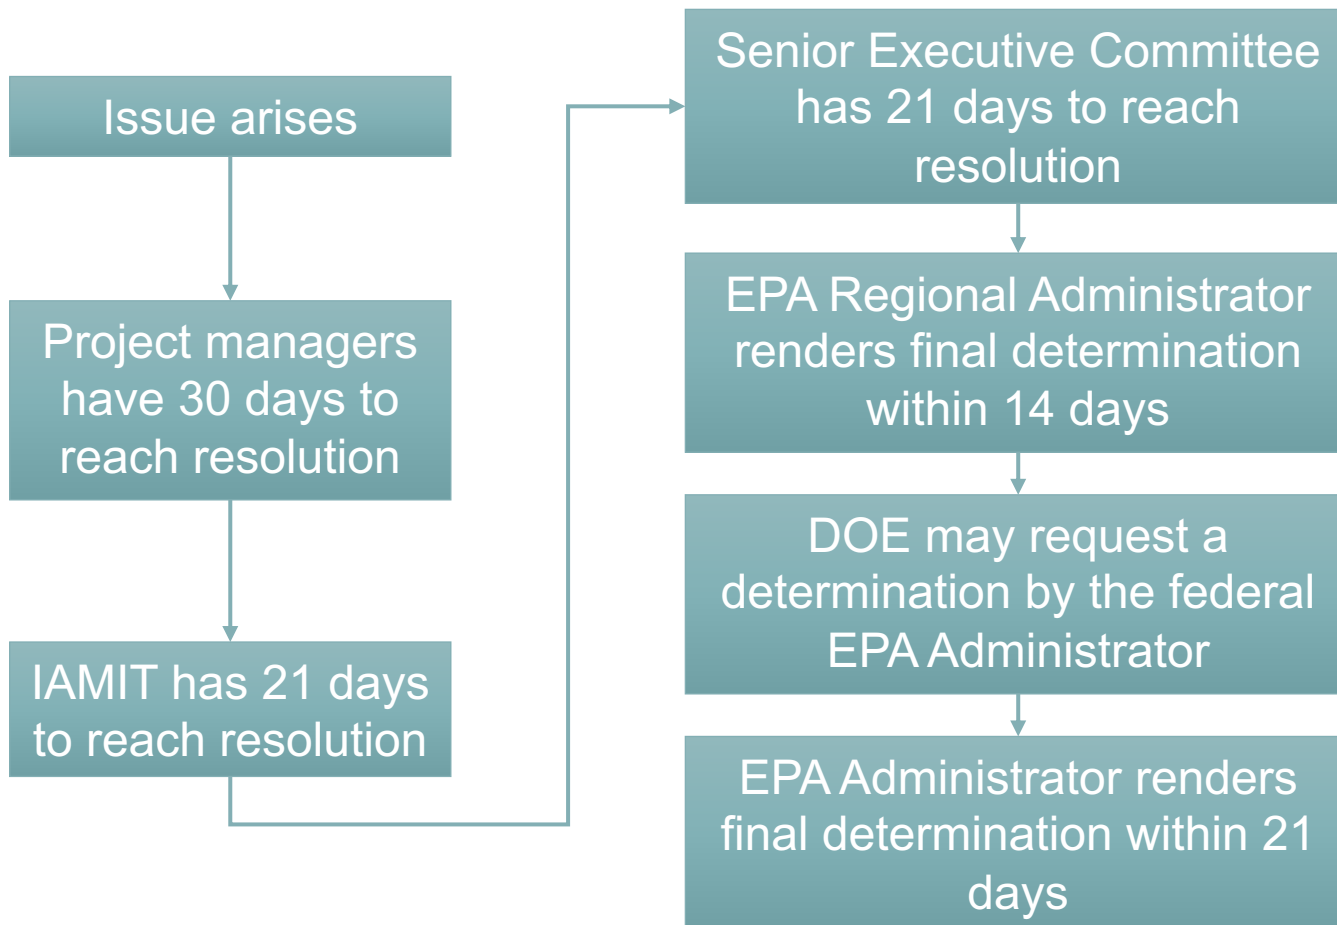 Issue arises
Project managers
have 30 days to
reach resolution
IAMIT has 21 days
to reach resolution
Senior Executive Committee
has 21 days to reach
resolution
EPA Regional Administrator
renders final determination
within 14 days
DOE may request a
determination by the federal
EPA Administrator
EPA Administrator renders
final determination within 21
days